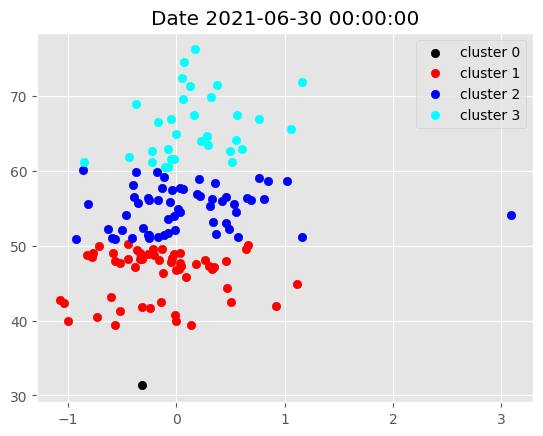 Date 2021-06-30 00:00:00
cluster 0
cluster 1
cluster 2
cluster 3
70
60
50
40
30
−1 0 1 2 3